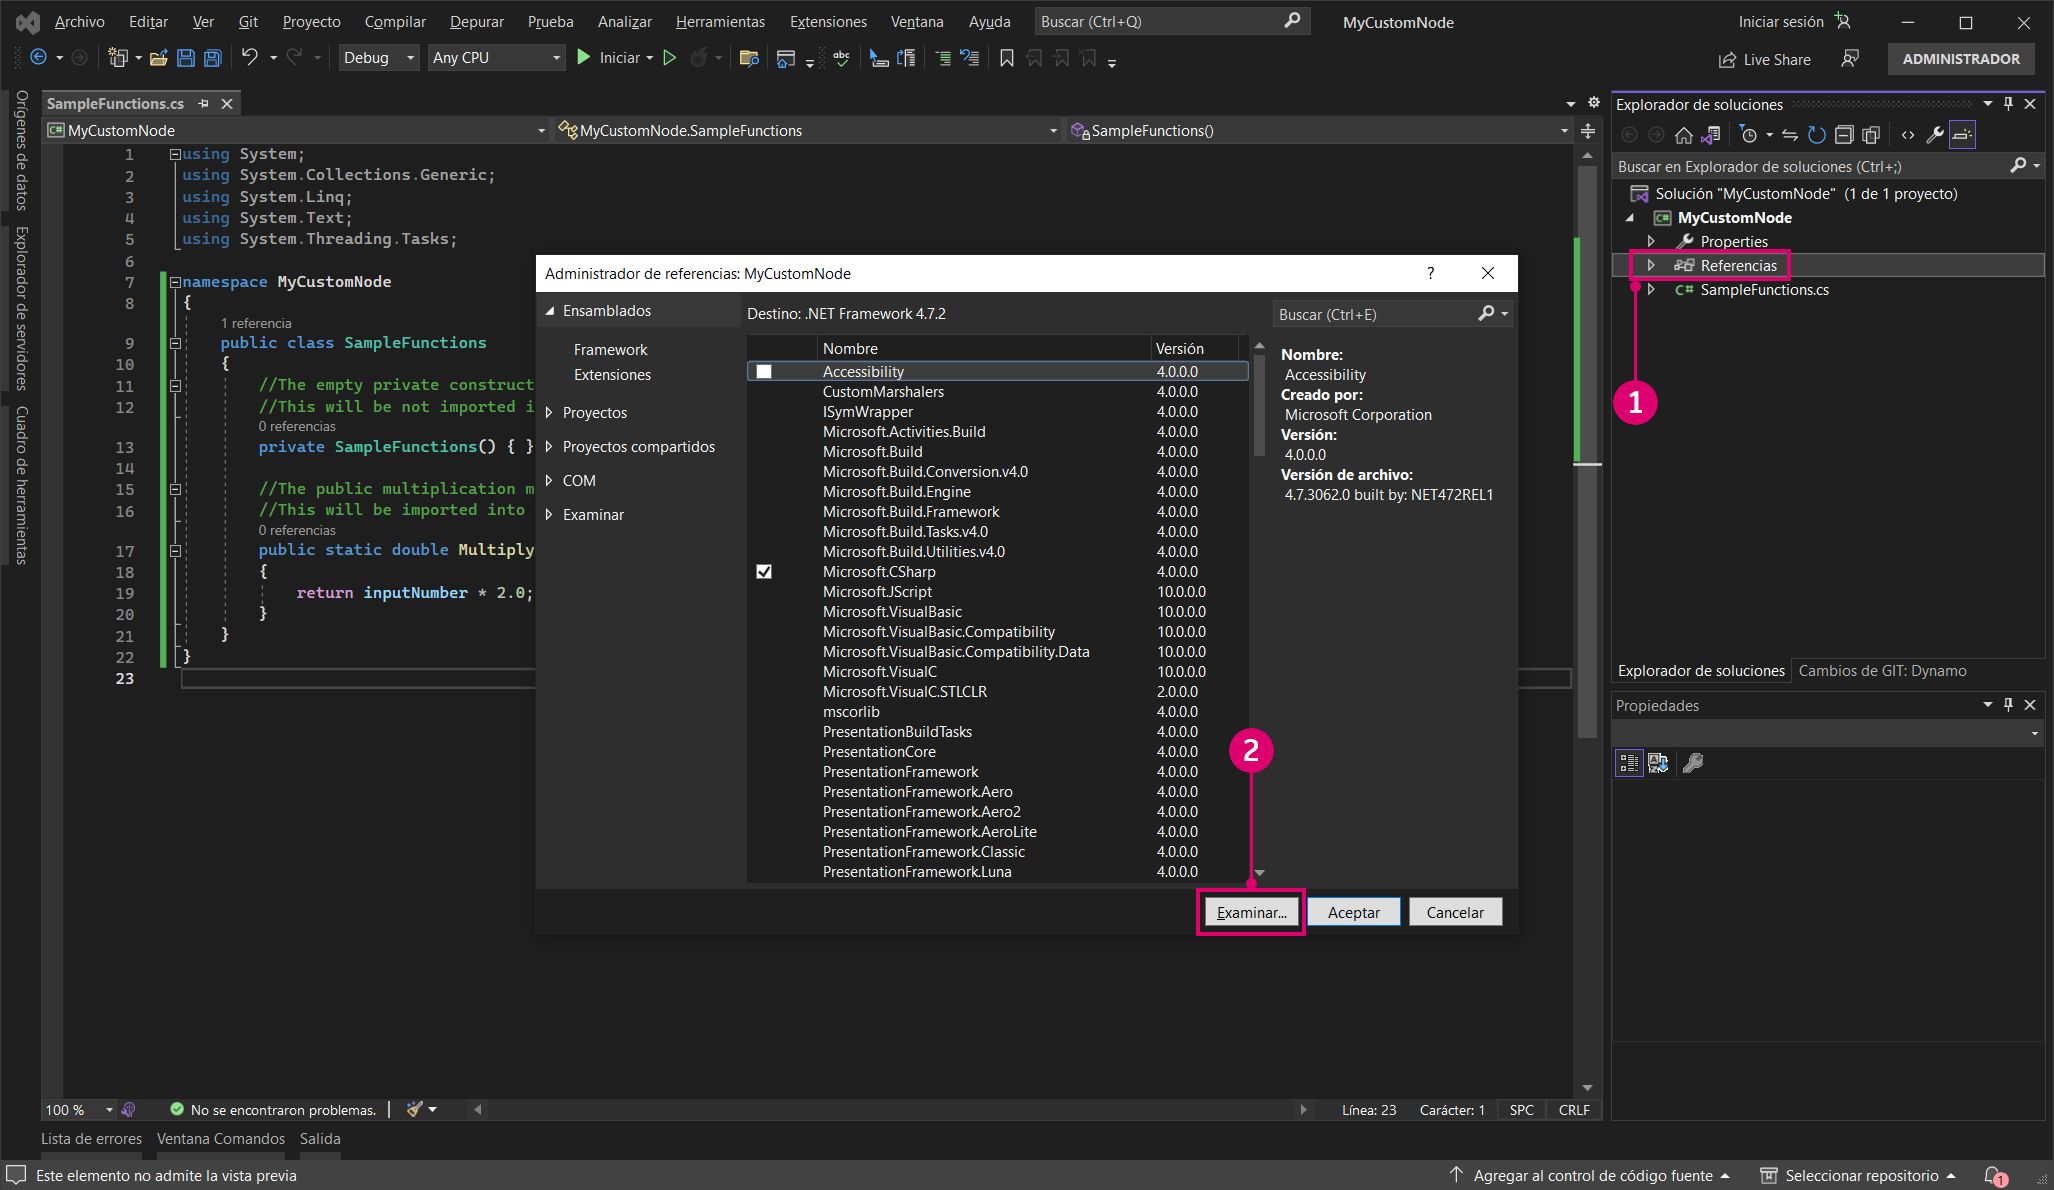 Archivo Editar Ver Git Proyecto Compilar Depurar Prueba Analizar Herramientas Extensiones Ventana Ayuda Buscar (Ctrl+Q) MyCustomNode Iniciar sesión
Debug Any CPU Iniciar abc Live Share ADMINISTRADOR
Orígenes de datos
Explorador de servidores
Cuadro de herramientas
SampleFunctions.cs
C# MyCustomNode MyCustomNode.SampleFunctions SampleFunctions()
1 using System;
2 using System.Collections.Generic;
3 using System.Linq;
4 using System.Text;
5 using System.Threading.Tasks;
6
7 namespace MyCustomNode
8 {
1 referencia
9 public class SampleFunctions
10 {
11 //The empty private construct
12 //This will be not imported i
0 referencias
13 private SampleFunctions() { }
14
15 //The public multiplication m
16 //This will be imported into
0 referencias
17 public static double Multiply
18 {
19 return inputNumber * 2.0;
20 }
21 }
22 }
23
Administrador de referencias: MyCustomNode ?
Ensamblados
Framework
Extensiones
Proyectos
Proyectos compartidos
COM
Examinar
Destino: .NET Framework 4.7.2
Buscar (Ctrl+E)
Nombre Versión
Accessibility 4.0.0.0
CustomMarshalers 4.0.0.0
ISymWrapper 4.0.0.0
Microsoft.Activities.Build 4.0.0.0
Microsoft.Build 4.0.0.0
Microsoft.Build.Conversion.v4.0 4.0.0.0
Microsoft.Build.Engine 4.0.0.0
Microsoft.Build.Framework 4.0.0.0
Microsoft.Build.Tasks.v4.0 4.0.0.0
Microsoft.Build.Utilities.v4.0 4.0.0.0
Microsoft.CSharp 4.0.0.0
Microsoft.JScript 10.0.0.0
Microsoft.VisualBasic 10.0.0.0
Microsoft.VisualBasic.Compatibility 10.0.0.0
Microsoft.VisualBasic.Compatibility.Data 10.0.0.0
Microsoft.VisualC 10.0.0.0
Microsoft.VisualC.STLCLR 2.0.0.0
mscorlib 4.0.0.0
PresentationBuildTasks 4.0.0.0
PresentationCore 4.0.0.0
PresentationFramework 4.0.0.0
PresentationFramework.Aero 4.0.0.0
PresentationFramework.Aero2 4.0.0.0
PresentationFramework.AeroLite 4.0.0.0
PresentationFramework.Classic 4.0.0.0
PresentationFramework.Luna 4.0.0.0
Nombre:
Accessibility
Creado por:
Microsoft Corporation
Versión:
4.0.0.0
Versión de archivo:
4.7.3062.0 built by: NET472REL1
2
Examinar... Aceptar Cancelar
Explorador de soluciones
Buscar en Explorador de soluciones (Ctrl+;)
Solución "MyCustomNode" (1 de 1 proyecto)
C# MyCustomNode
Properties
Referencias
C# SampleFunctions.cs
1
Explorador de soluciones Cambios de GIT: Dynamo
Propiedades
100 % No se encontraron problemas. Línea: 23 Carácter: 1 SPC CRLF
Lista de errores Ventana Comandos Salida
Este elemento no admite la vista previa Agregar al control de código fuente Seleccionar repositorio 1